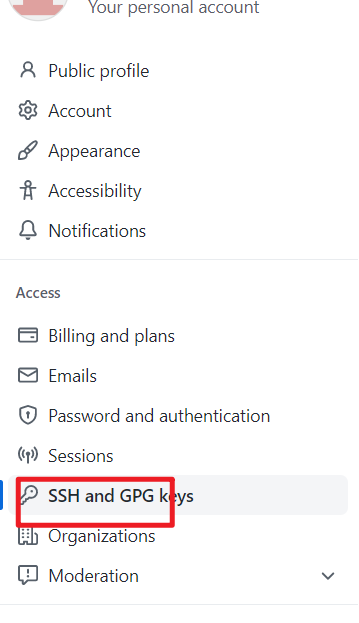 Your personal account
Public profile
Account
Appearance
Accessibility
Notifications
Access
Billing and plans
Emails
Password and authentication
Sessions
SSH and GPG keys
Organizations
Moderation